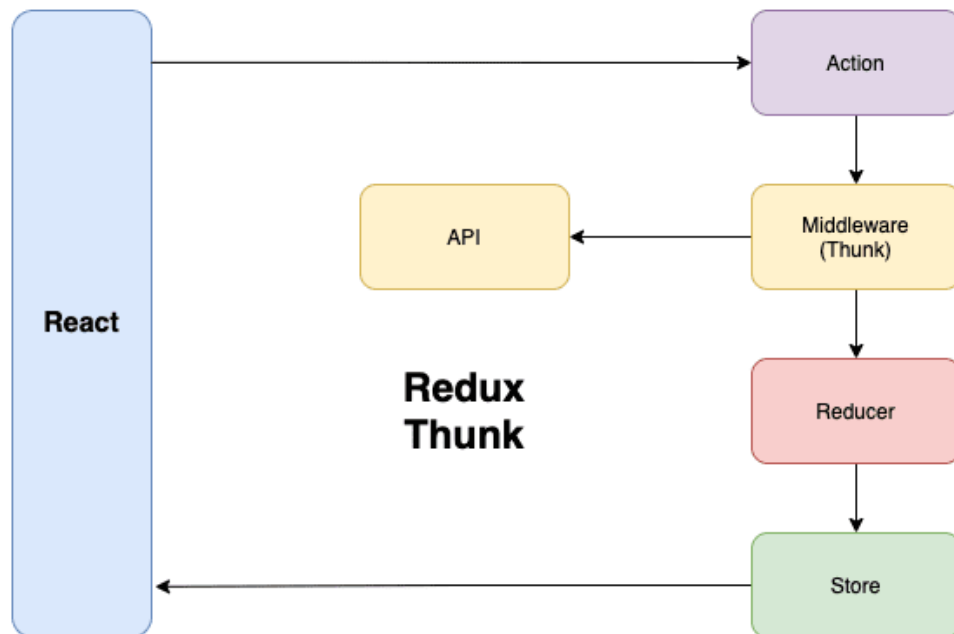 Action
API
Middleware
(Thunk)
React
Redux
Thunk
Reducer
Store